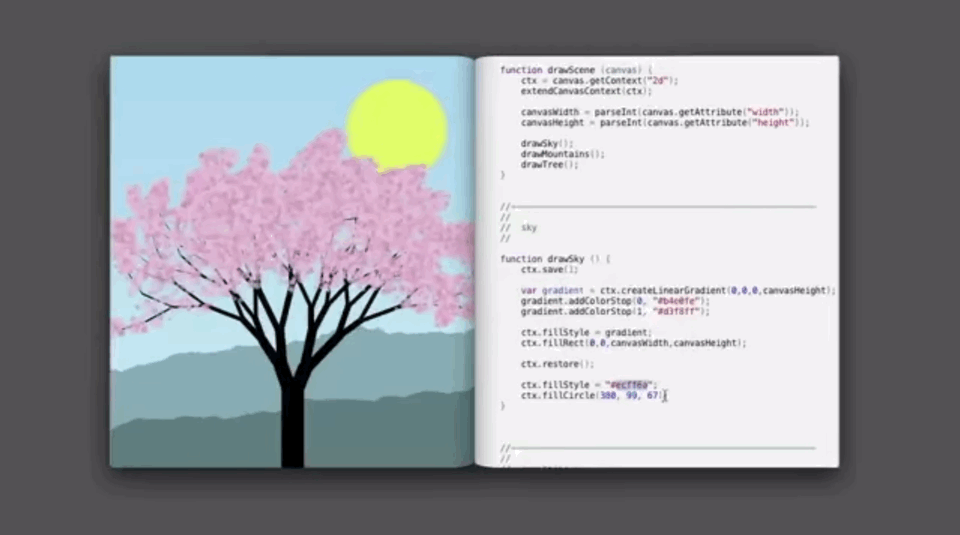 function drawScene (canvas) {
ctx = canvas.getContext("2d");
extendCanvasContext(ctx);
canvasWidth = parseInt(canvas.getAttribute("width"));
canvasHeight = parseInt(canvas.getAttribute("height"));
drawSky();
drawMountains();
drawTree();
}
//
//
// sky
//
function drawSky () {
ctx.save();
var gradient = ctx.createLinearGradient(0,0,0,canvasHeight);
gradient.addColorStop(0, "#b4e0fe");
gradient.addColorStop(1, "#d3f8ff");
ctx.fillStyle = gradient;
ctx.fillRect(0,0,canvasWidth,canvasHeight);
ctx.restore();
ctx.fillStyle = "#ecff6a";
ctx.fillCircle(380, 99, 67)
}
//
//